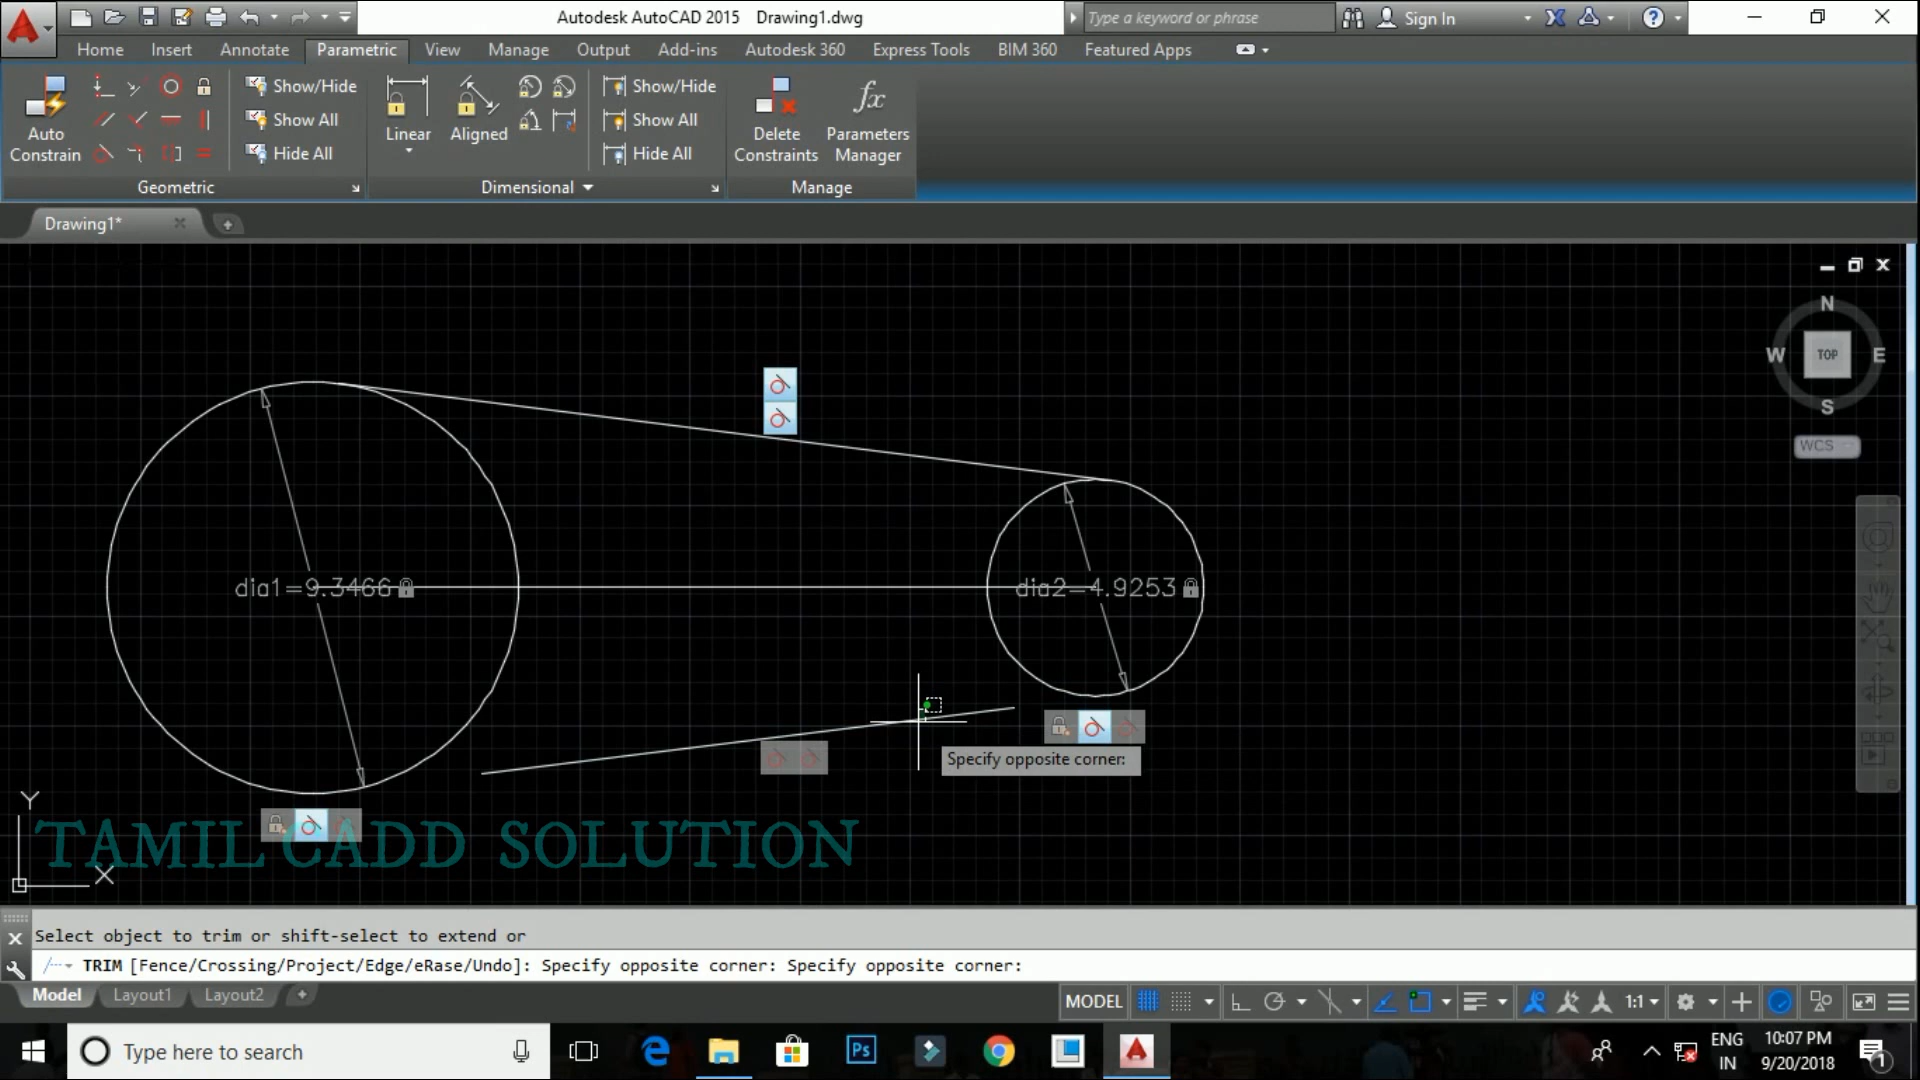 Autodesk AutoCAD 2015 Drawing1.dwg
Type a keyword or phrase
Sign In
Home Insert Annotate Parametric View Manage Output Add-ins Autodesk 360 Express Tools BIM 360 Featured Apps
Auto
Constrain
Show/Hide
Show All
Hide All
Linear
Aligned
Show/Hide
Show All
Hide All
Delete
Constraints
Parameters
Manager
Geometric
Dimensional
Manage
Drawing1*
N
W
TOP
E
S
WCS
dia1=9.3466
dia2=4.9253
Specify opposite corner:
Y
X
TAMIL CADD SOLUTION
Select object to trim or shift-select to extend or
TRIM [Fence/Crossing/Project/Edge/eRase/Undo]: Specify opposite corner: Specify opposite corner:
Model Layout1 Layout2
MODEL
1:1
Type here to search
Ps
ENG
IN
10:07 PM
9/20/2018
1